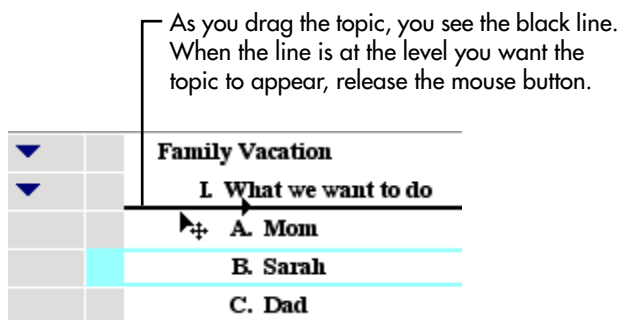 As you drag the topic, you see the black line.
When the line is at the level you want the
topic to appear, release the mouse button.
Family Vacation
I. What we want to do
A. Mom
B. Sarah
C. Dad